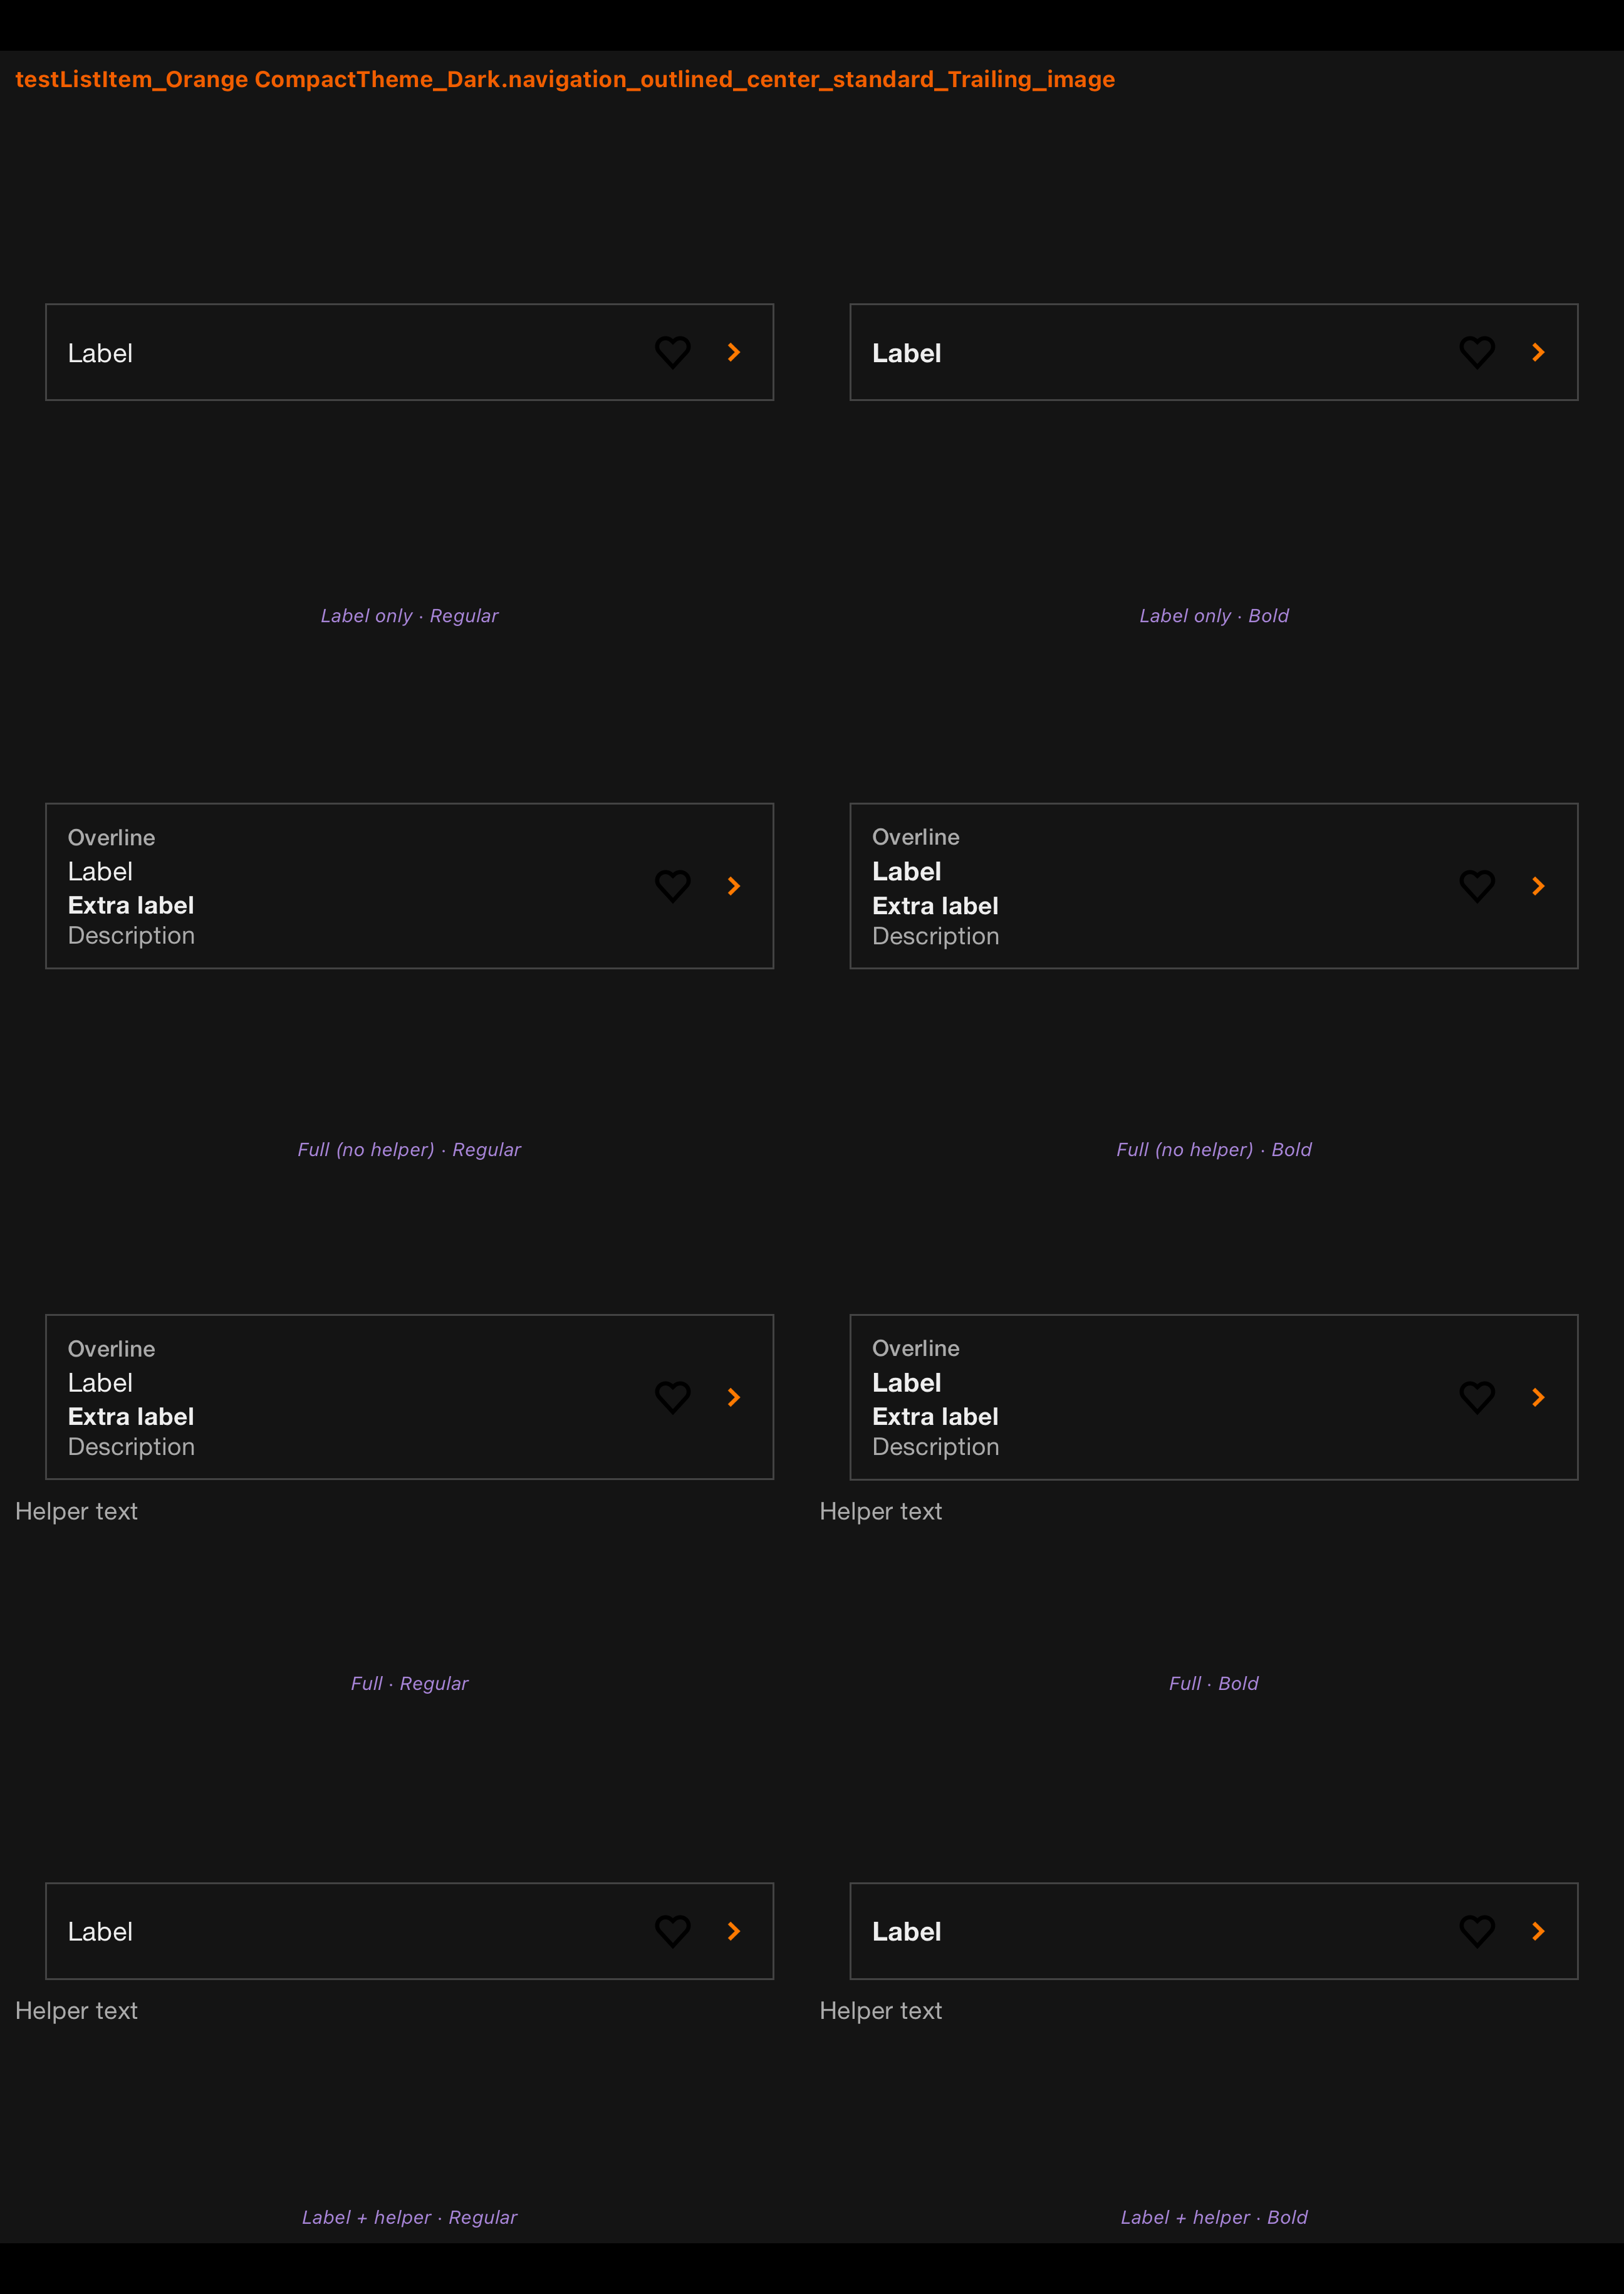 testListItem_Orange CompactTheme_Dark.navigation_outlined_center_standard_Trailing_image
Label
Label
Label only · Regular
Label only · Bold
Overline
Label
Extra label
Description
Overline
Label
Extra label
Description
Full (no helper) · Regular
Full (no helper) · Bold
Overline
Label
Extra label
Description
Helper text
Overline
Label
Extra label
Description
Helper text
Full · Regular
Full · Bold
Label
Helper text
Label
Helper text
Label + helper · Regular
Label + helper · Bold